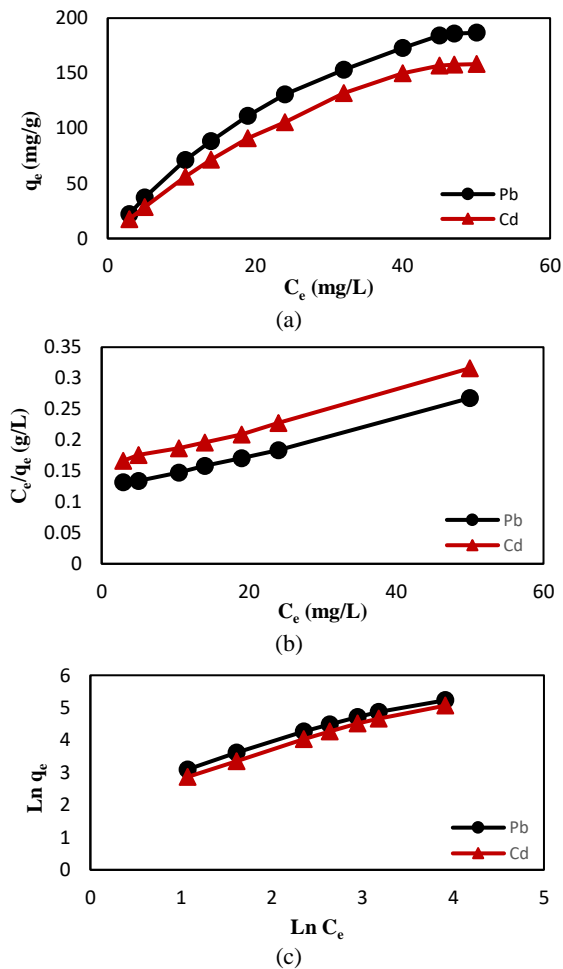 200
150
100
50
0
qe (mg/g)
Pb
Cd
0 20 40 60
Ce (mg/L)
(a)
0.35
0.3
0.25
0.2
0.15
0.1
0.05
0
Ce/qe (g/L)
Pb
Cd
0 20 40 60
Ce (mg/L)
(b)
6
5
4
3
2
1
0
Ln qe
Pb
Cd
0 1 2 3 4 5
Ln Ce
(c)